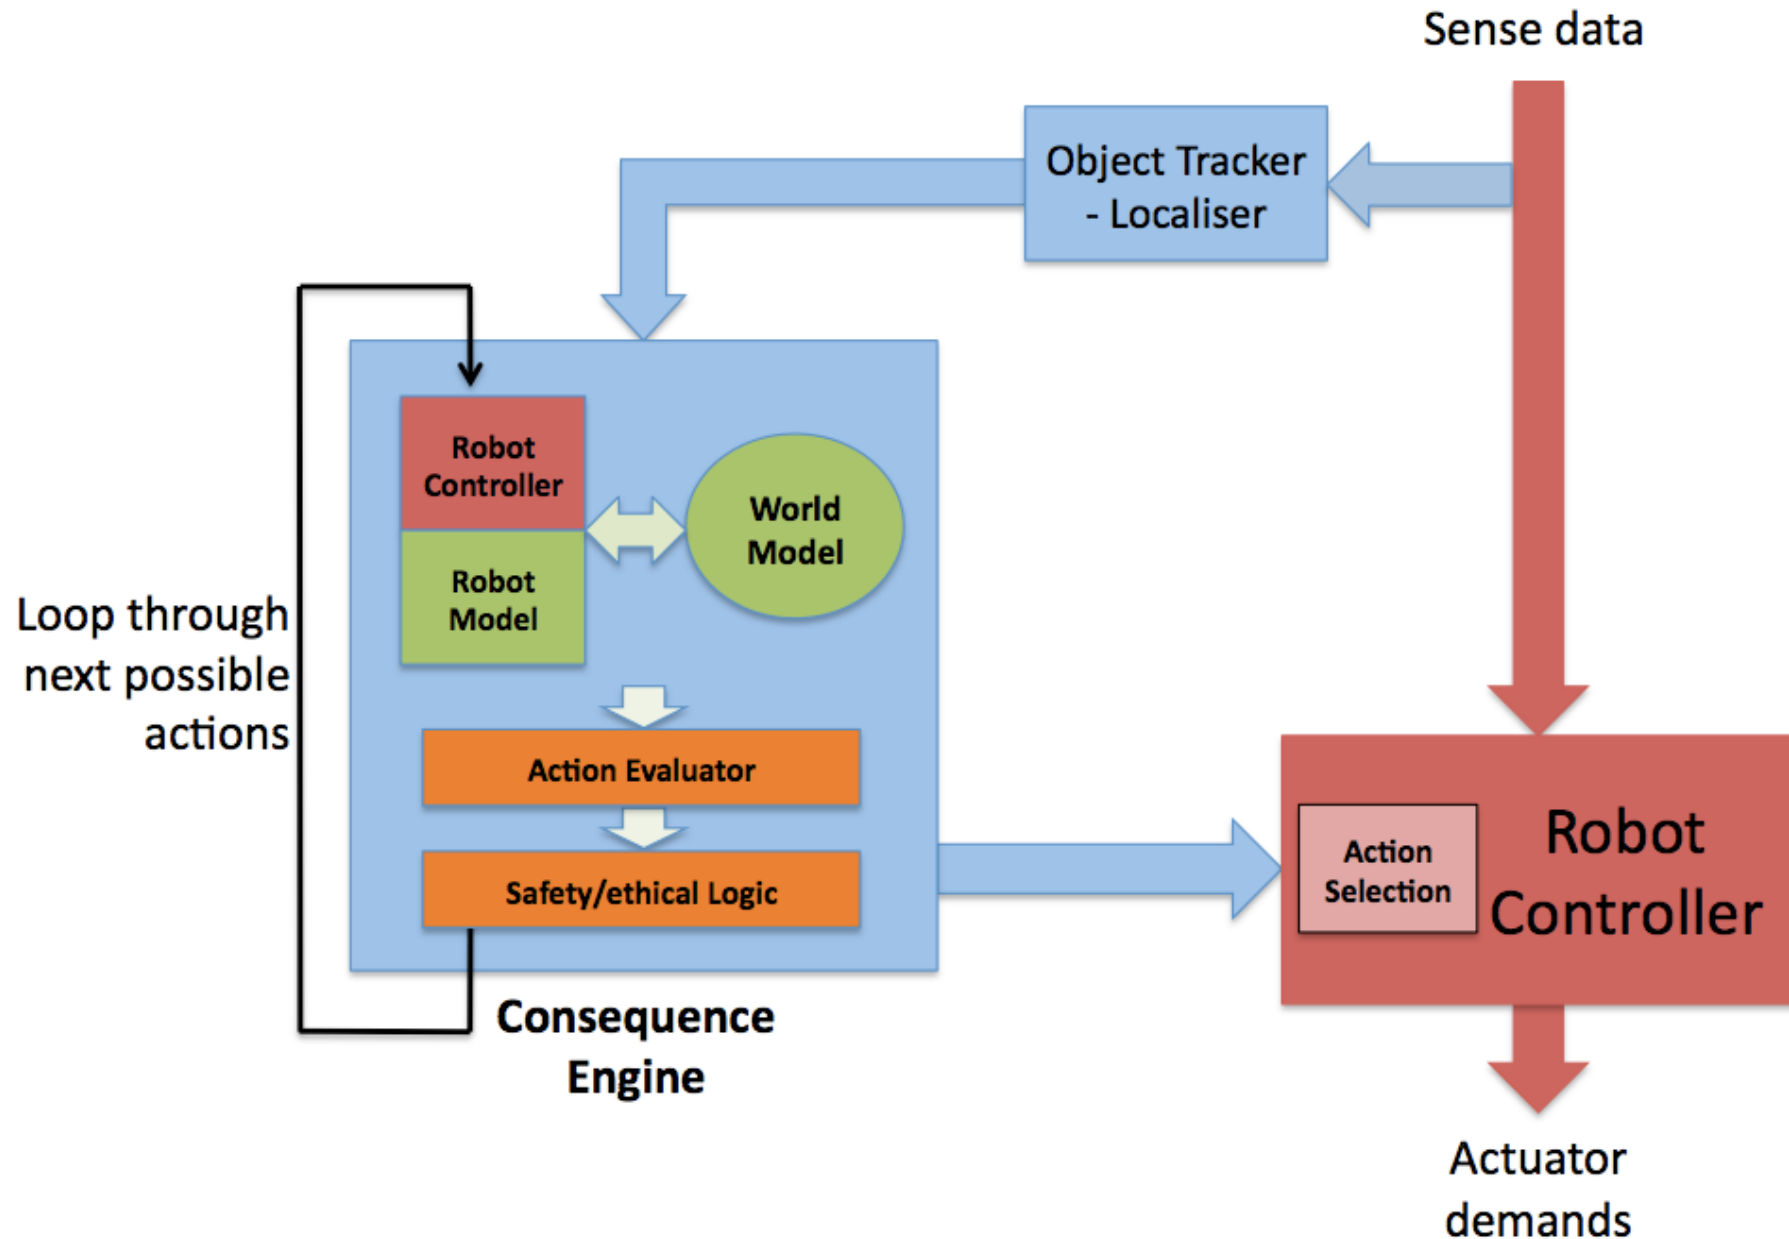 Sense data
Object Tracker
- Localiser
Robot
Controller
World
Model
Robot
Model
Loop through
next possible
actions
Action Evaluator
Safety/ethical Logic
Consequence
Engine
Action
Selection
Robot
Controller
Actuator
demands